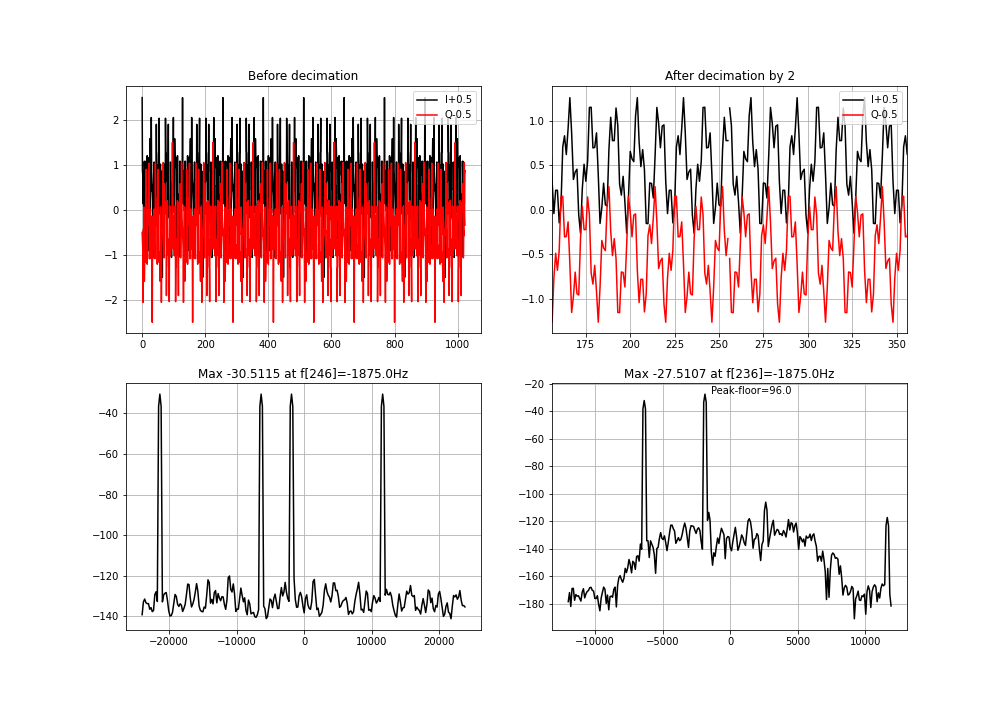 Before decimation
I+0.5
Q-0.5
2
1
0
−1
−2
0 200 400 600 800 1000
After decimation by 2
I+0.5
Q-0.5
1.0
0.5
0.0
−0.5
−1.0
175 200 225 250 275 300 325 350
Max -30.5115 at f[246]=-1875.0Hz
−40
−60
−80
−100
−120
−140
−20000 −10000 0 10000 20000
Max -27.5107 at f[236]=-1875.0Hz
Peak-floor=96.0
−20
−40
−60
−80
−100
−120
−140
−160
−180
−10000 −5000 0 5000 10000